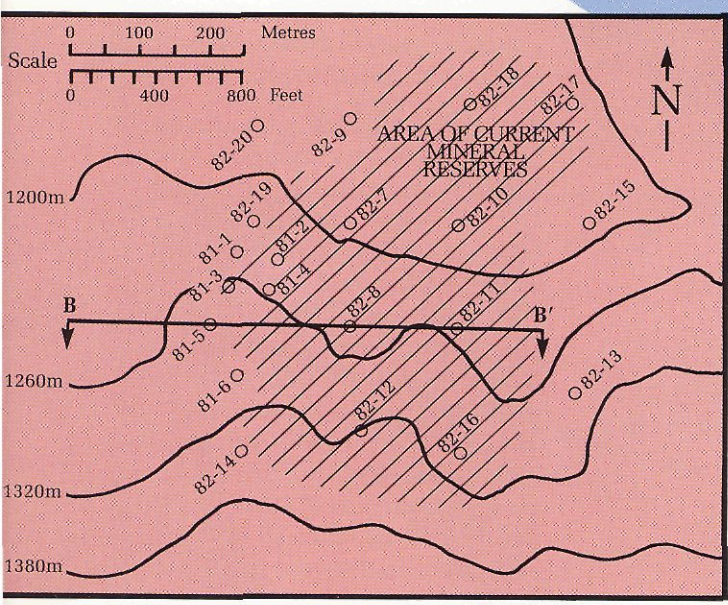 0 100 200 Metres
Scale
0 400 800 Feet
N
82-18
82-17
82-20
82-9
AREA OF CURRENT
MINERAL
RESERVES
1200m
82-19
82-7
82-10
82-15
81-1
81-2
81-3
81-4
B
82-8
82-11
B'
81-5
1260m
81-6
82-12
82-13
82-14
82-16
1320m
1380m